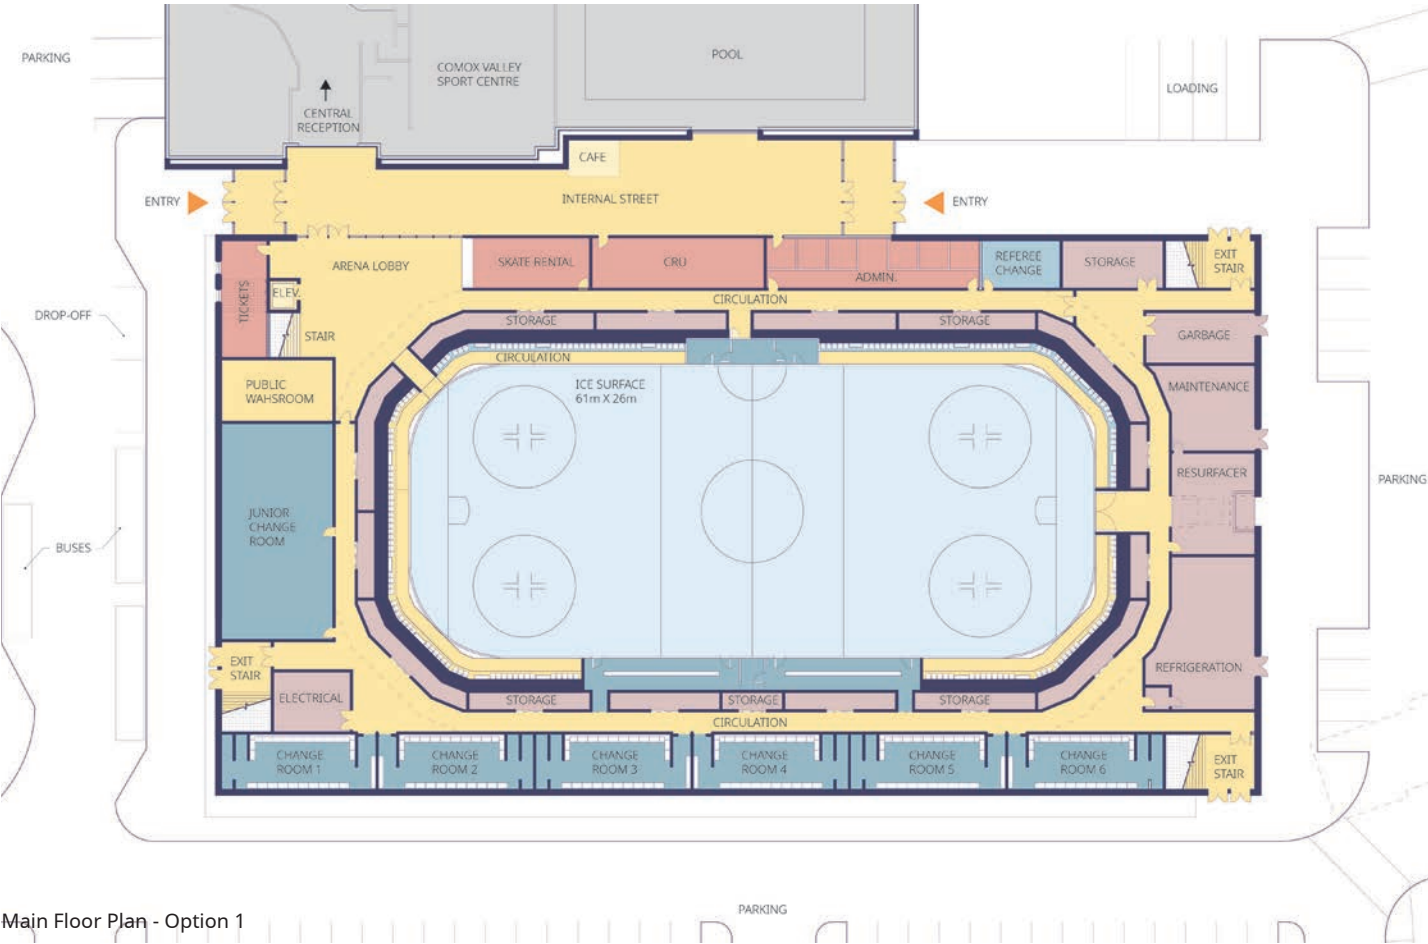 PARKING
COMOX VALLEY
SPORT CENTRE
POOL
LOADING
CENTRAL
RECEPTION
CAFE
ENTRY
INTERNAL STREET
ENTRY
ARENA LOBBY
SKATE RENTAL
CRU
ADMIN.
REFEREE
CHANGE
STORAGE
EXIT
STAIR
TICKETS
ELEV.
CIRCULATION
DROP-OFF
STAIR
STORAGE
STORAGE
GARBAGE
CIRCULATION
PUBLIC
WAHSROOM
ICE SURFACE
61m X 26m
MAINTENANCE
RESURFACER
PARKING
JUNIOR
CHANGE
ROOM
BUSES
EXIT
STAIR
REFRIGERATION
ELECTRICAL
STORAGE
STORAGE
STORAGE
CIRCULATION
CHANGE
ROOM 1
CHANGE
ROOM 2
CHANGE
ROOM 3
CHANGE
ROOM 4
CHANGE
ROOM 5
CHANGE
ROOM 6
EXIT
STAIR
PARKING
Main Floor Plan - Option 1